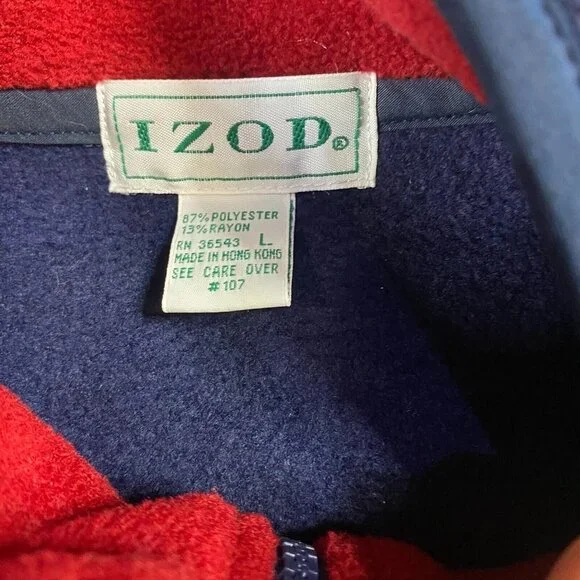 IZOD®
87% POLYESTER
13% RAYON
RN 36543 L
MADE IN HONG KONG
SEE CARE OVER
#107